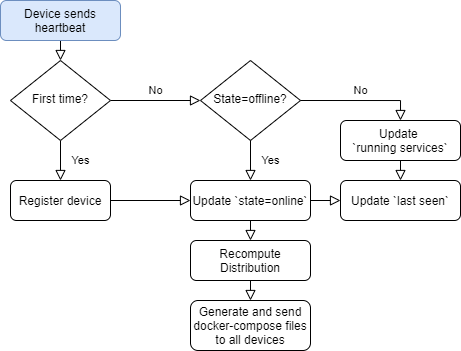 Device sends
heartbeat
First time?
No
State=offline?
No
Update
`running services`
Yes
Yes
Register device
Update `state=online`
Update `last seen`
Recompute
Distribution
Generate and send
docker-compose files
to all devices